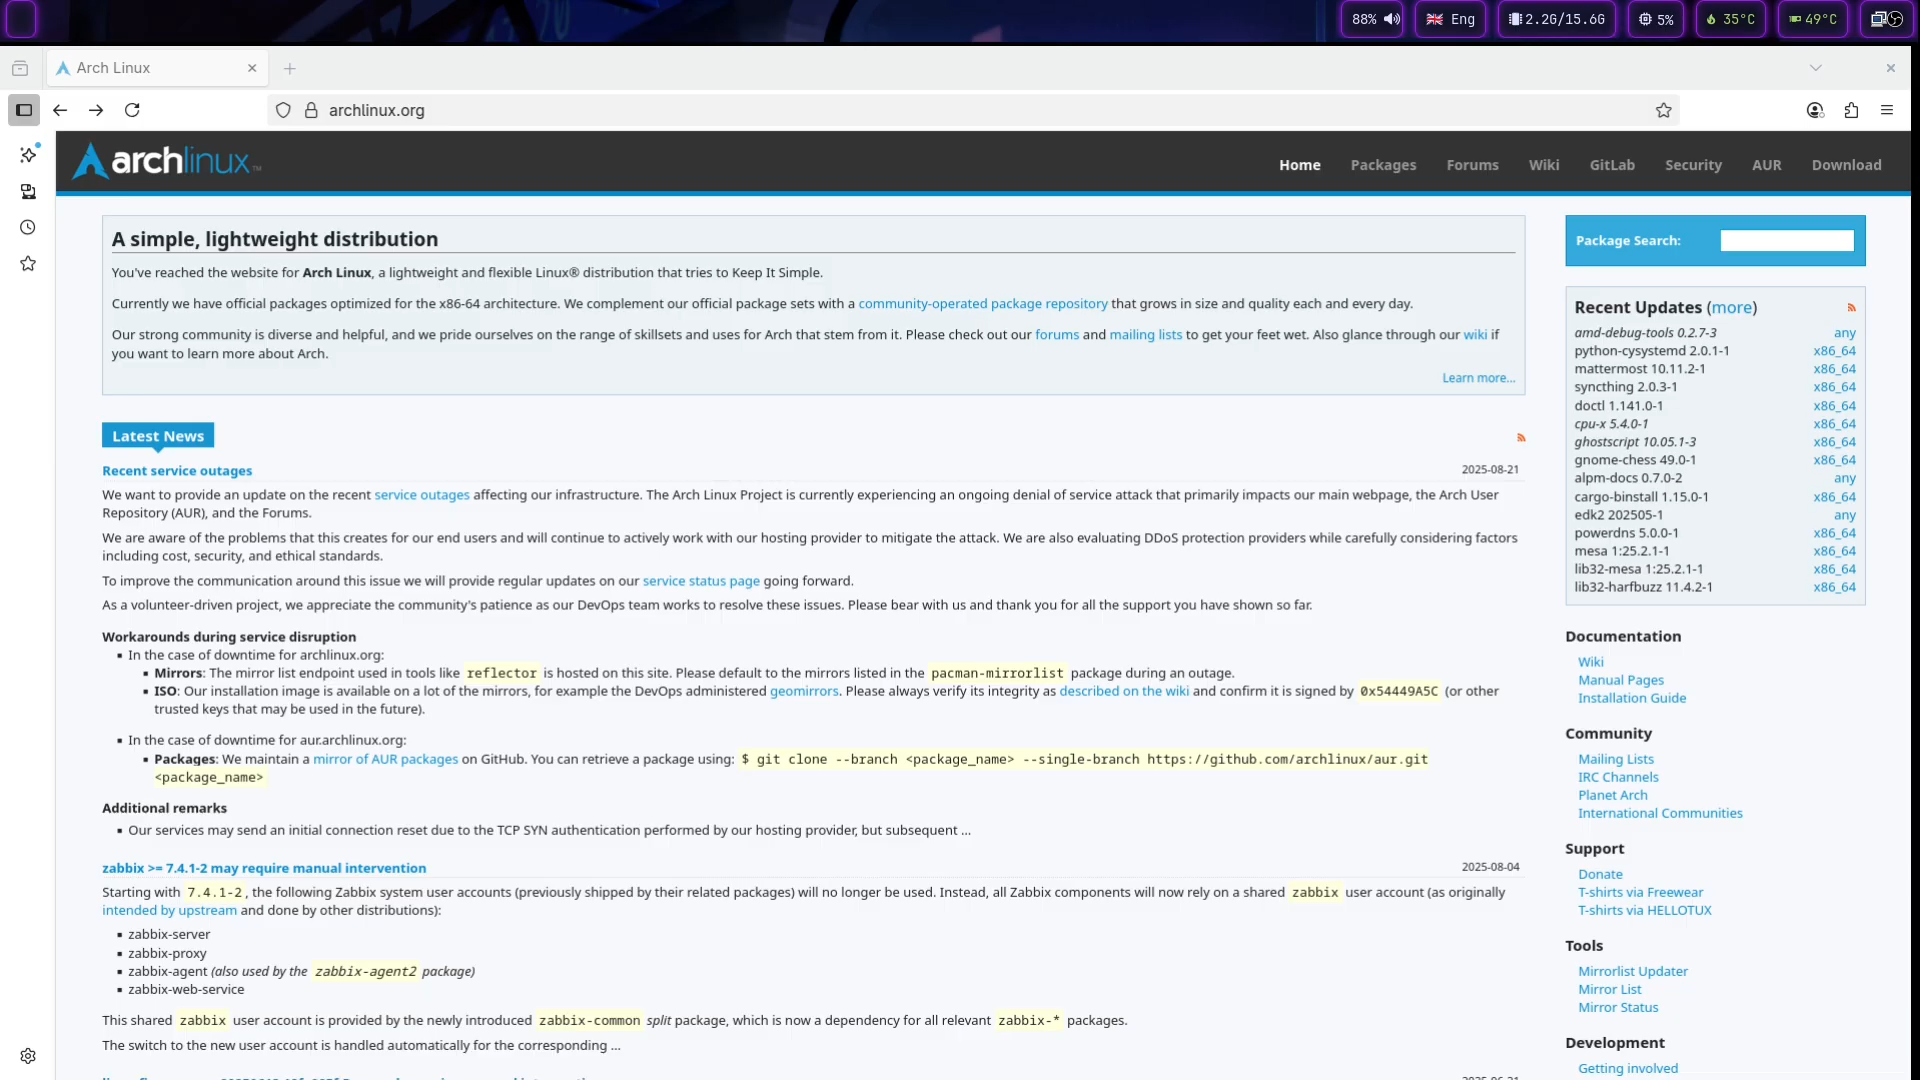 88%
Eng
2.2G/15.6G
5%
35°C
49°C
Arch Linux
archlinux.org
archlinux™
Home Packages Forums Wiki GitLab Security AUR Download
A simple, lightweight distribution
You've reached the website for Arch Linux, a lightweight and flexible Linux® distribution that tries to Keep It Simple.
Currently we have official packages optimized for the x86-64 architecture. We complement our official package sets with a community-operated package repository that grows in size and quality each and every day.
Our strong community is diverse and helpful, and we pride ourselves on the range of skillsets and uses for Arch that stem from it. Please check out our forums and mailing lists to get your feet wet. Also glance through our wiki if
you want to learn more about Arch.
Learn more...
Latest News
Recent service outages
2025-08-21
We want to provide an update on the recent service outages affecting our infrastructure. The Arch Linux Project is currently experiencing an ongoing denial of service attack that primarily impacts our main webpage, the Arch User
Repository (AUR), and the Forums.
We are aware of the problems that this creates for our end users and will continue to actively work with our hosting provider to mitigate the attack. We are also evaluating DDoS protection providers while carefully considering factors
including cost, security, and ethical standards.
To improve the communication around this issue we will provide regular updates on our service status page going forward.
As a volunteer-driven project, we appreciate the community's patience as our DevOps team works to resolve these issues. Please bear with us and thank you for all the support you have shown so far.
Workarounds during service disruption
▪ In the case of downtime for archlinux.org:
▪ Mirrors: The mirror list endpoint used in tools like reflector is hosted on this site. Please default to the mirrors listed in the pacman-mirrorlist package during an outage.
▪ ISO: Our installation image is available on a lot of the mirrors, for example the DevOps administered geomirrors. Please always verify its integrity as described on the wiki and confirm it is signed by 0x54449A5C (or other
trusted keys that may be used in the future).
▪ In the case of downtime for aur.archlinux.org:
▪ Packages: We maintain a mirror of AUR packages on GitHub. You can retrieve a package using: $ git clone --branch <package_name> --single-branch https://github.com/archlinux/aur.git
<package_name>
Additional remarks
▪ Our services may send an initial connection reset due to the TCP SYN authentication performed by our hosting provider, but subsequent ...
zabbix >= 7.4.1-2 may require manual intervention
2025-08-04
Starting with 7.4.1-2, the following Zabbix system user accounts (previously shipped by their related packages) will no longer be used. Instead, all Zabbix components will now rely on a shared zabbix user account (as originally
intended by upstream and done by other distributions):
▪ zabbix-server
▪ zabbix-proxy
▪ zabbix-agent (also used by the zabbix-agent2 package)
▪ zabbix-web-service
This shared zabbix user account is provided by the newly introduced zabbix-common split package, which is now a dependency for all relevant zabbix-* packages.
The switch to the new user account is handled automatically for the corresponding ...
Package Search:
Recent Updates (more)
amd-debug-tools 0.2.7-3 any
python-cysystemd 2.0.1-1 x86_64
mattermost 10.11.2-1 x86_64
syncthing 2.0.3-1 x86_64
doctl 1.141.0-1 x86_64
cpu-x 5.4.0-1 x86_64
ghostscript 10.05.1-3 x86_64
gnome-chess 49.0-1 x86_64
alpm-docs 0.7.0-2 any
cargo-binstall 1.15.0-1 x86_64
edk2 202505-1 any
powerdns 5.0.0-1 x86_64
mesa 1:25.2.1-1 x86_64
lib32-mesa 1:25.2.1-1 x86_64
lib32-harfbuzz 11.4.2-1 x86_64
Documentation
Wiki
Manual Pages
Installation Guide
Community
Mailing Lists
IRC Channels
Planet Arch
International Communities
Support
Donate
T-shirts via Freewear
T-shirts via HELLOTUX
Tools
Mirrorlist Updater
Mirror List
Mirror Status
Development
Getting involved